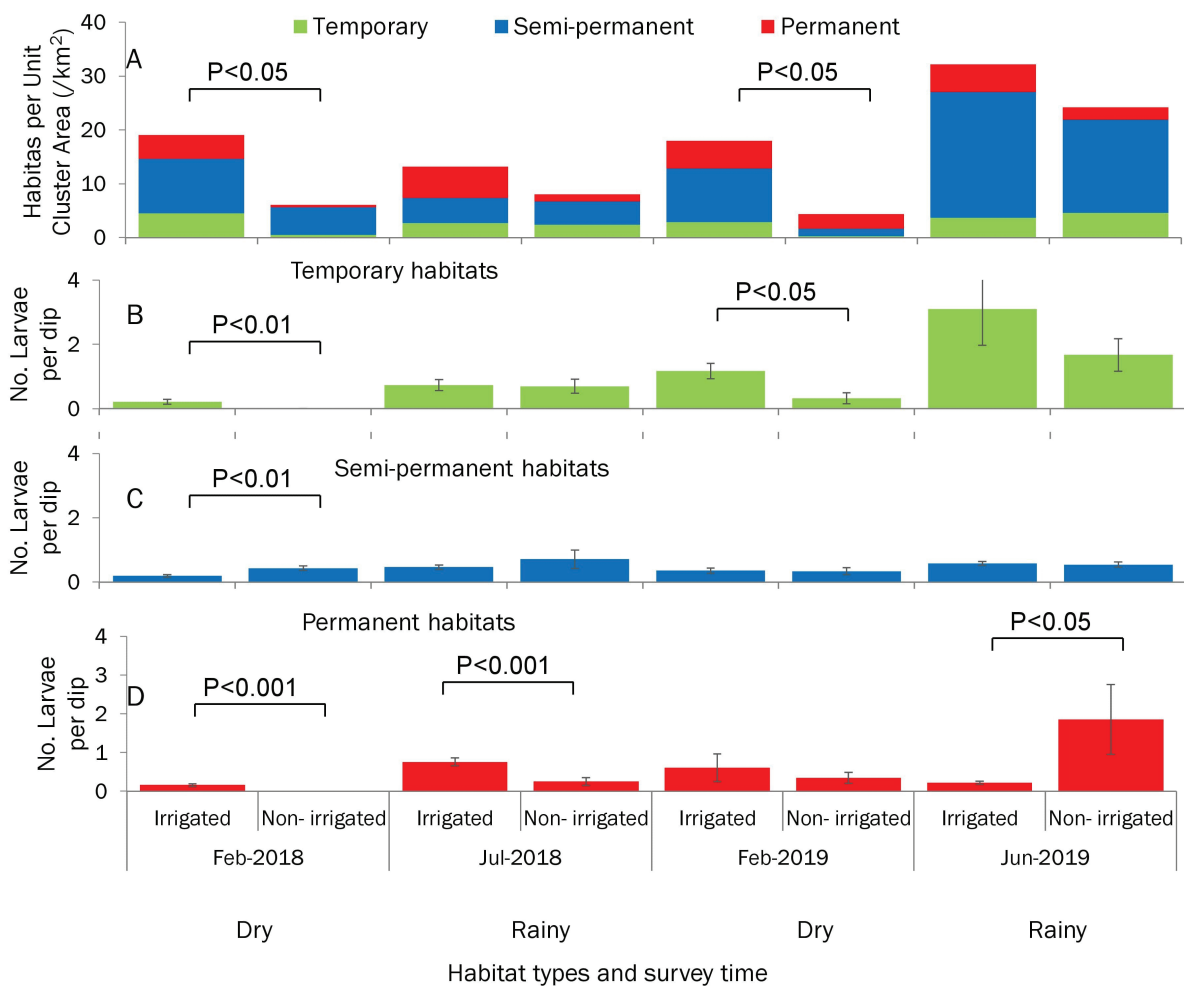 Temporary Semi-permanent Permanent
Habitas per Unit
Cluster Area (/km²)
40
30
20
10
0
A
P<0.05
P<0.05
Temporary habitats
No. Larvae
per dip
4
2
0
B
P<0.01
P<0.05
Semi-permanent habitats
No. Larvae
per dip
4
2
0
C
P<0.01
Permanent habitats
No. Larvae
per dip
4
3
2
1
0
D
P<0.001
P<0.001
P<0.05
Irrigated Non- irrigated Irrigated Non- irrigated Irrigated Non- irrigated Irrigated Non- irrigated
Feb-2018 Jul-2018 Feb-2019 Jun-2019
Dry Rainy Dry Rainy
Habitat types and survey time